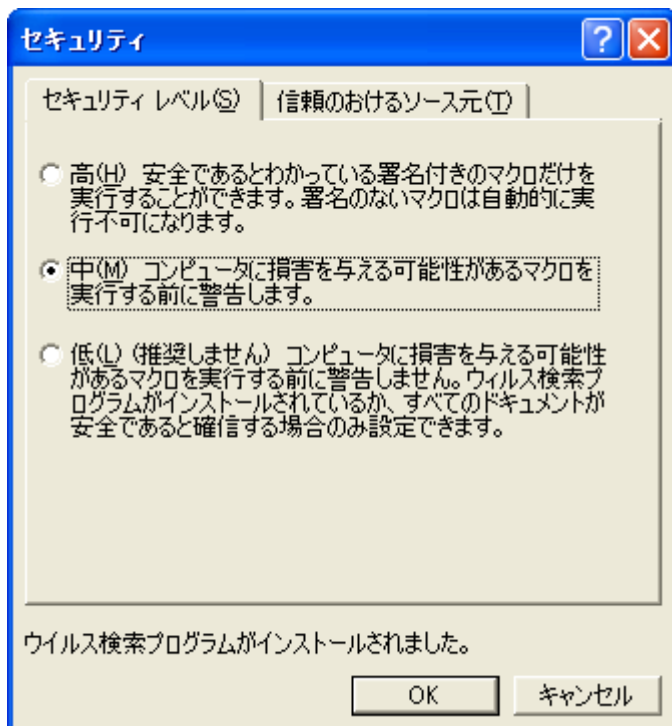 セキュリティ
セキュリティ レベル(S)
信頼のおけるソース元(T)
高(H) 安全であるとわかっている署名付きのマクロだけを
実行することができます。署名のないマクロは自動的に実
行不可になります。
中(M) コンピュータに損害を与える可能性があるマクロを
実行する前に警告します。
低(L) (推奨しません) コンピュータに損害を与える可能性
があるマクロを実行する前に警告しません。ウィルス検索プ
ログラムがインストールされているか、すべてのドキュメントが
安全であると確信する場合のみ設定できます。
ウイルス検索プログラムがインストールされました。
OK
キャンセル